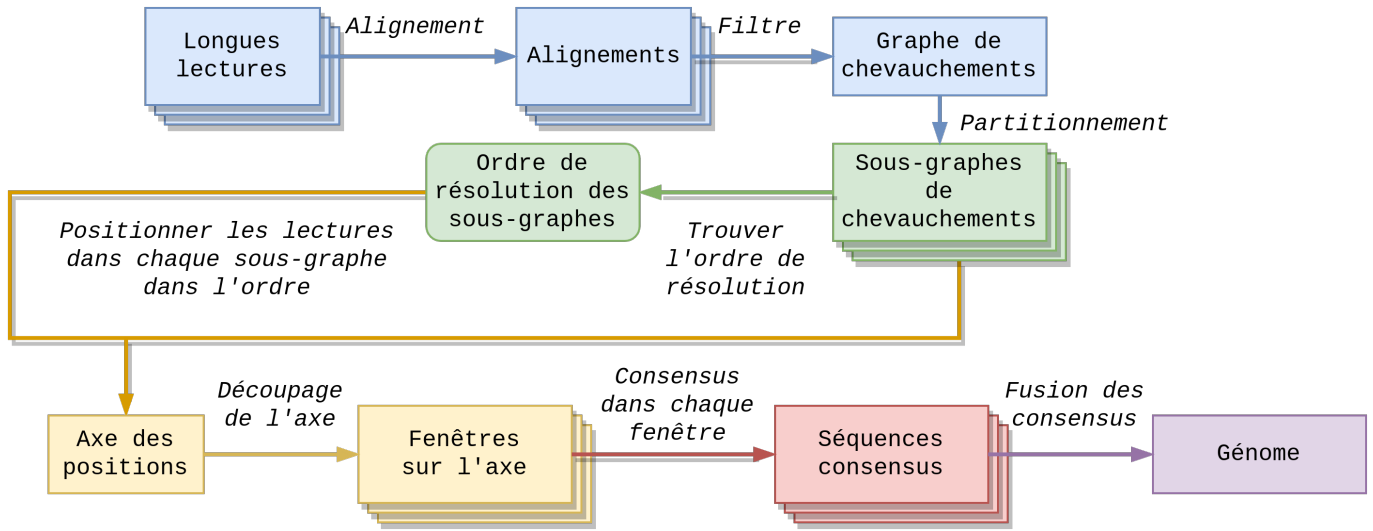 Longues
lectures
Alignement
Alignements
Filtre
Graphe de
chevauchements
Partitionnement
Sous-graphes
de
chevauchements
Trouver
l'ordre de
résolution
Ordre de
résolution des
sous-graphes
Positionner les lectures
dans chaque sous-graphe
dans l'ordre
Axe des
positions
Découpage
de l'axe
Fenêtres
sur l'axe
Consensus
dans chaque
fenêtre
Séquences
consensus
Fusion des
consensus
Génome